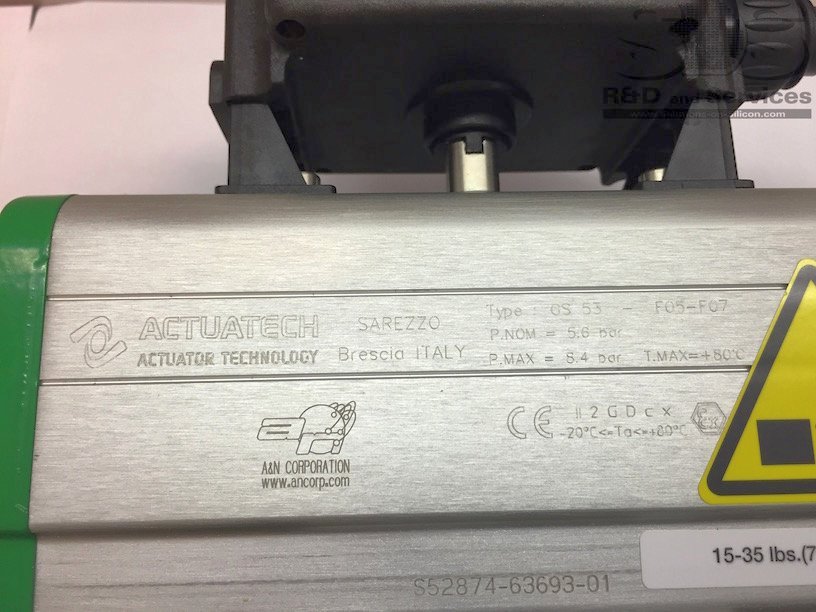 R&D and Services
ACTUATECH
ACTUATOR TECHNOLOGY
SAREZZO
Brescia ITALY
Type : GS 53 - F05-F07
P.NOM = 5.6 bar
P.MAX = 8.4 bar T.MAX=+80°C
A&N CORPORATION
www.ancorp.com
CE II 2 G D c x Ex
-20°C<=Ta<=+80°C
15-35 lbs.(7
S52874-63693-01